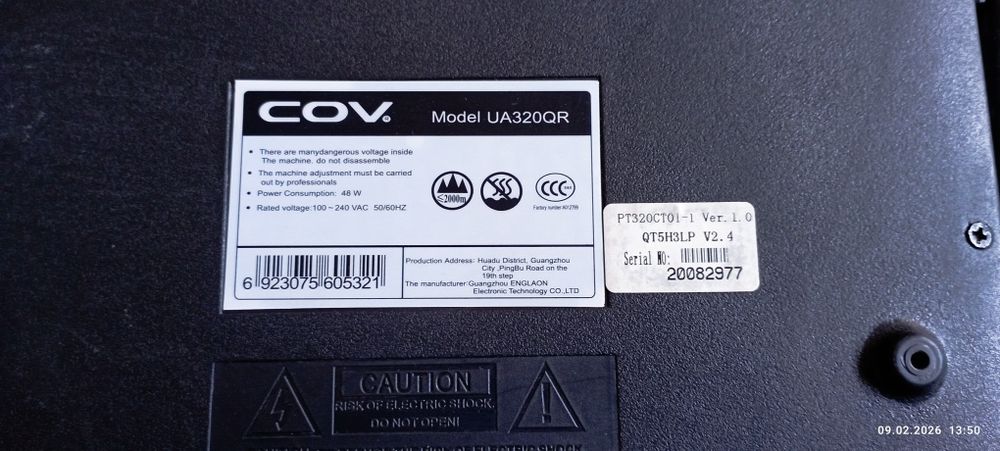 COV®
Model UA320QR
• There are manydangerous voltage inside
The machine. do not disassemble
• The machine adjustment must be carried
out by professionals
• Power Consumption: 48 W
• Rated voltage:100~240 VAC 50/60HZ
≤2000m
CCC
Factory number:A012799
6 923075 605321
Production Address: Huadu District, Guangzhou
City ,PingBu Road on the
19th step
The manufacturer:Guangzhou ENGLAON
Electronic Technology CO.,LTD
PT320CT01-1 Ver.1.0
QT5H3LP V2.4
Serial NO:
20082977
CAUTION
RISK OF ELECTRIC SHOCK.
DO NOT OPEN!
09.02.2026 13:50